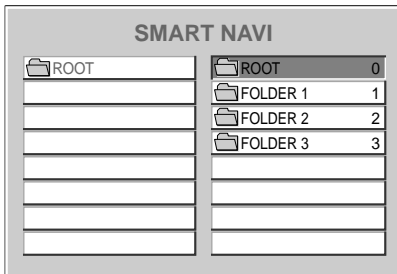 SMART NAVI
ROOT ROOT 0
FOLDER 1 1
FOLDER 2 2
FOLDER 3 3